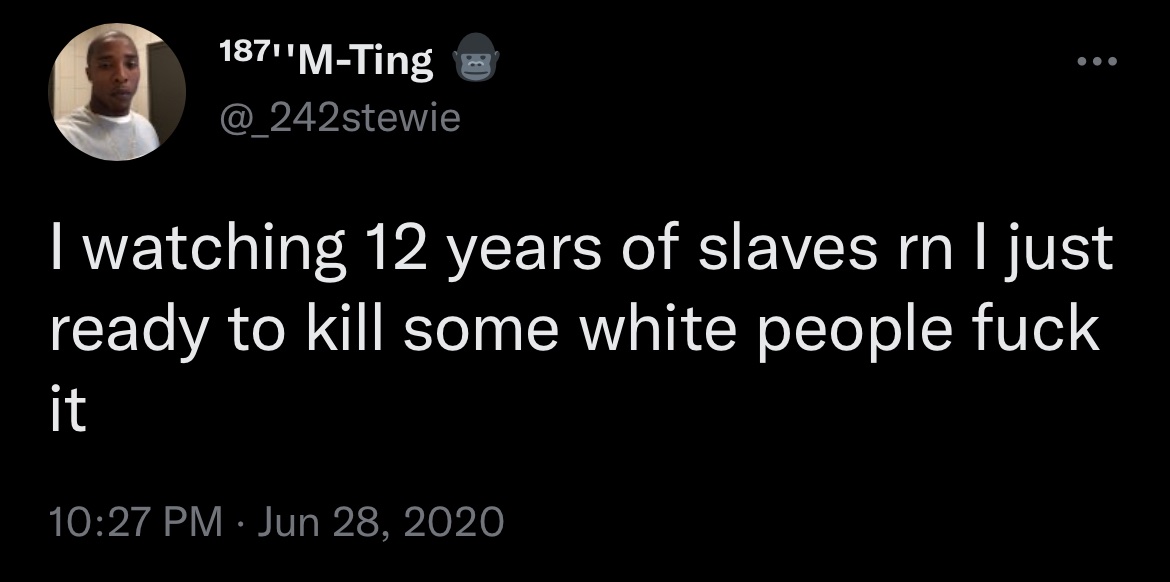 ¹⁸⁷''M-Ting 🦍
@_242stewie
I watching 12 years of slaves rn I just
ready to kill some white people fuck
it
10:27 PM · Jun 28, 2020